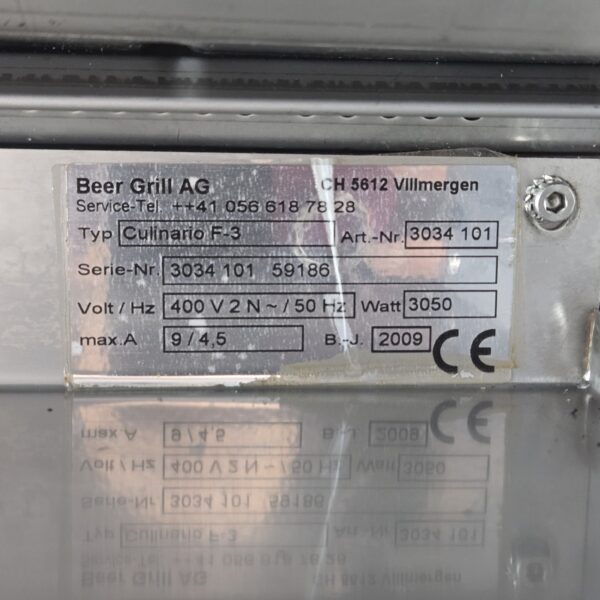 Beer Grill AG CH 5612 Villmergen
Service-Tel. ++41 056 618 78 28
Typ Culinario F-3 Art.-Nr. 3034 101
Serie-Nr. 3034 101 59186
Volt / Hz 400 V 2 N ~ / 50 Hz Watt 3050
max.A 9 / 4,5 B.-J. 2009 CE